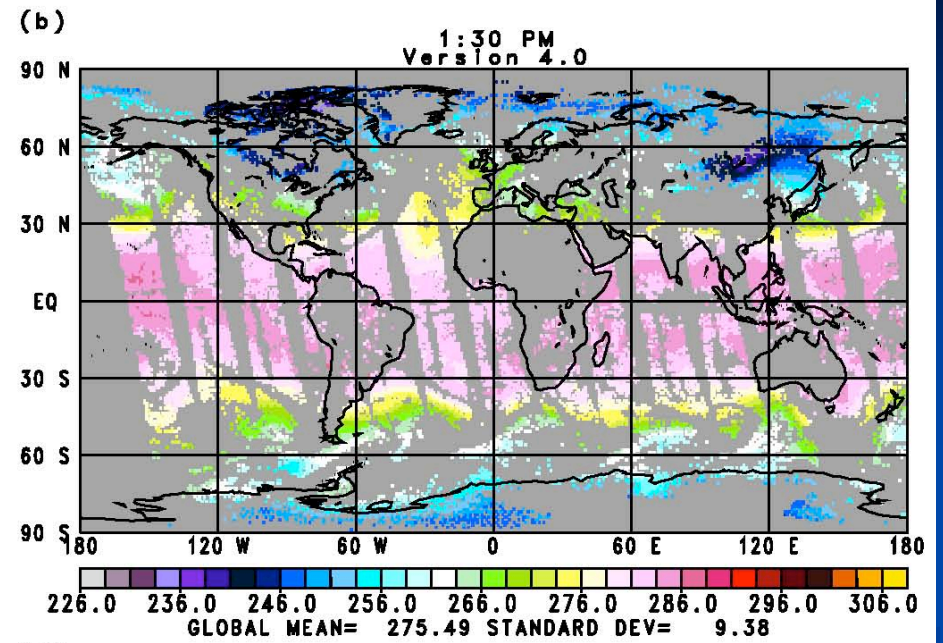 (b)
1:30 PM
Version 4.0
90 N
60 N
30 N
EQ
30 S
60 S
90 S
180 120 W 60 W 0 60 E 120 E 180
226.0 236.0 246.0 256.0 266.0 276.0 286.0 296.0 306.0
GLOBAL MEAN= 275.49 STANDARD DEV= 9.38